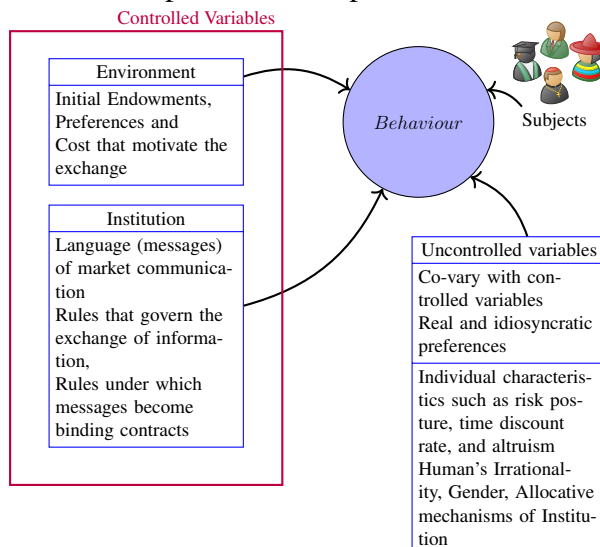 Controlled Variables
Environment
Initial Endowments,
Preferences and
Cost that motivate the
exchange
Institution
Language (messages)
of market communica-
tion
Rules that govern the
exchange of informa-
tion,
Rules under which
messages become
binding contracts
Behaviour
Subjects
Uncontrolled variables
Co-vary with con-
trolled variables
Real and idiosyncratic
preferences
Individual characteris-
tics such as risk pos-
ture, time discount
rate, and altruism
Human's Irrational-
ity, Gender, Allocative
mechanisms of Institu-
tion